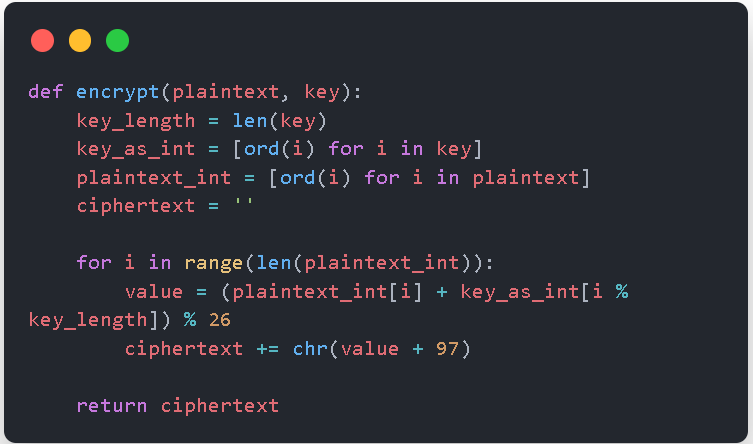 def encrypt(plaintext, key):
    key_length = len(key)
    key_as_int = [ord(i) for i in key]
    plaintext_int = [ord(i) for i in plaintext]
    ciphertext = ''

    for i in range(len(plaintext_int)):
        value = (plaintext_int[i] + key_as_int[i %
key_length]) % 26
        ciphertext += chr(value + 97)

    return ciphertext